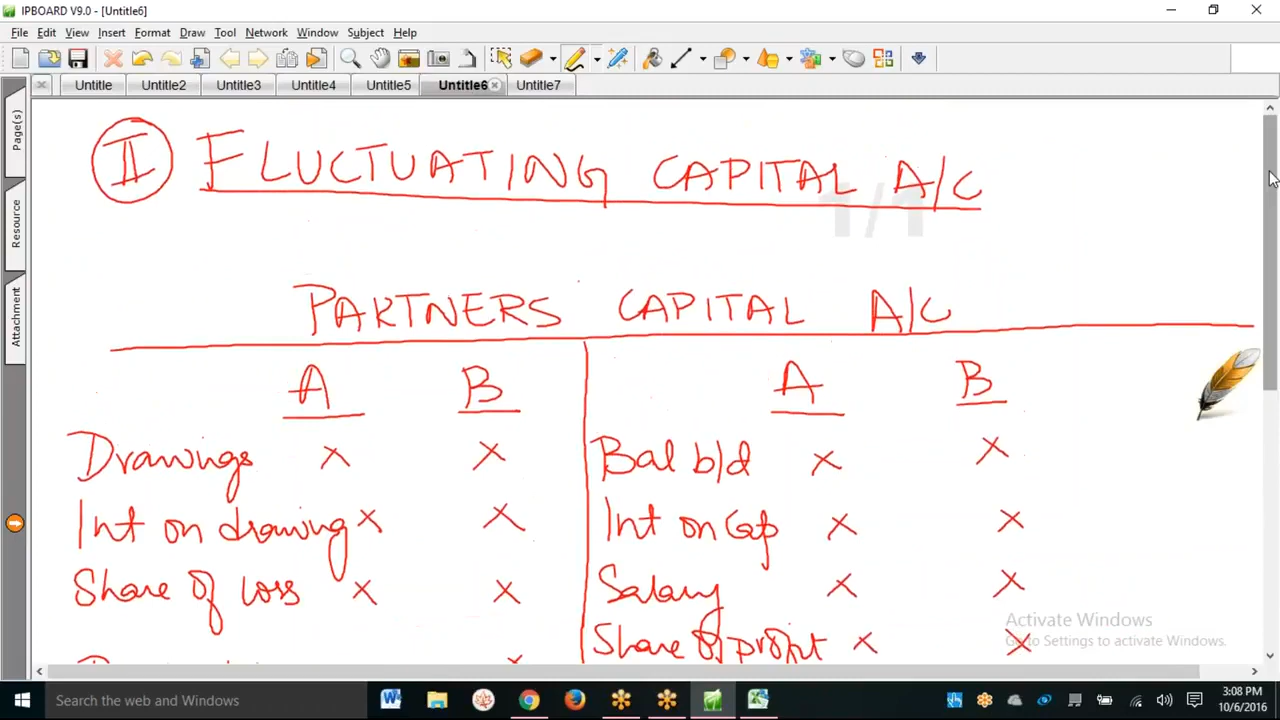 IPBOARD V9.0 - [Untitle6]
File Edit View Insert Format Draw Tool Network Window Subject Help
Untitle Untitle2 Untitle3 Untitle4 Untitle5 Untitle6 Untitle7
Page(s)
Resource
Attachment
II FLUCTUATING CAPITAL A/C
1/1
PARTNERS CAPITAL A/C
A B A B
Drawings X X Bal b/d X X
Int on drawing X X Int on Cap X X
Share of loss X X Salary X X
Share of profit X X
Activate Windows
Go to Settings to activate Windows.
Search the web and Windows
3:08 PM
10/6/2016